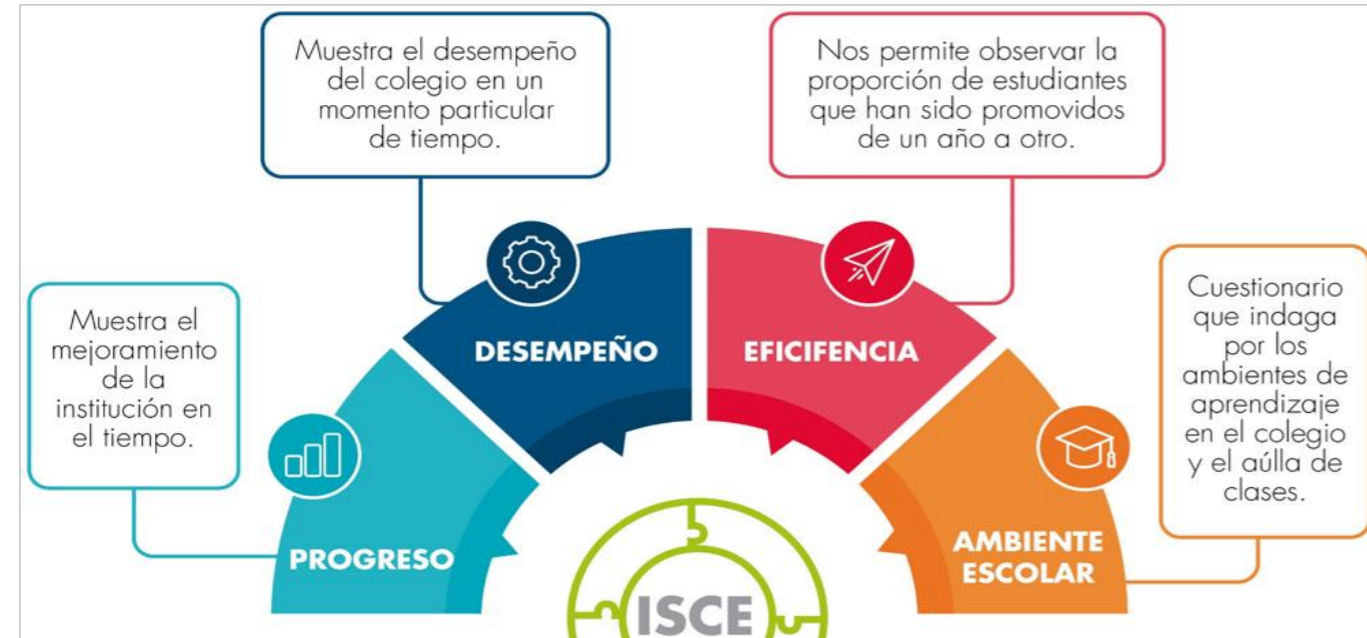 Muestra el desempeño
del colegio en un
momento particular
de tiempo.
Nos permite observar la
proporción de estudiantes
que han sido promovidos
de un año a otro.
Muestra el
mejoramiento
de la
institución en
el tiempo.
DESEMPEÑO
EFICIFENCIA
Cuestionario
que indaga
por los
ambientes de
aprendizaje
en el colegio
y el aúlla de
clases.
PROGRESO
AMBIENTE
ESCOLAR
ISCE